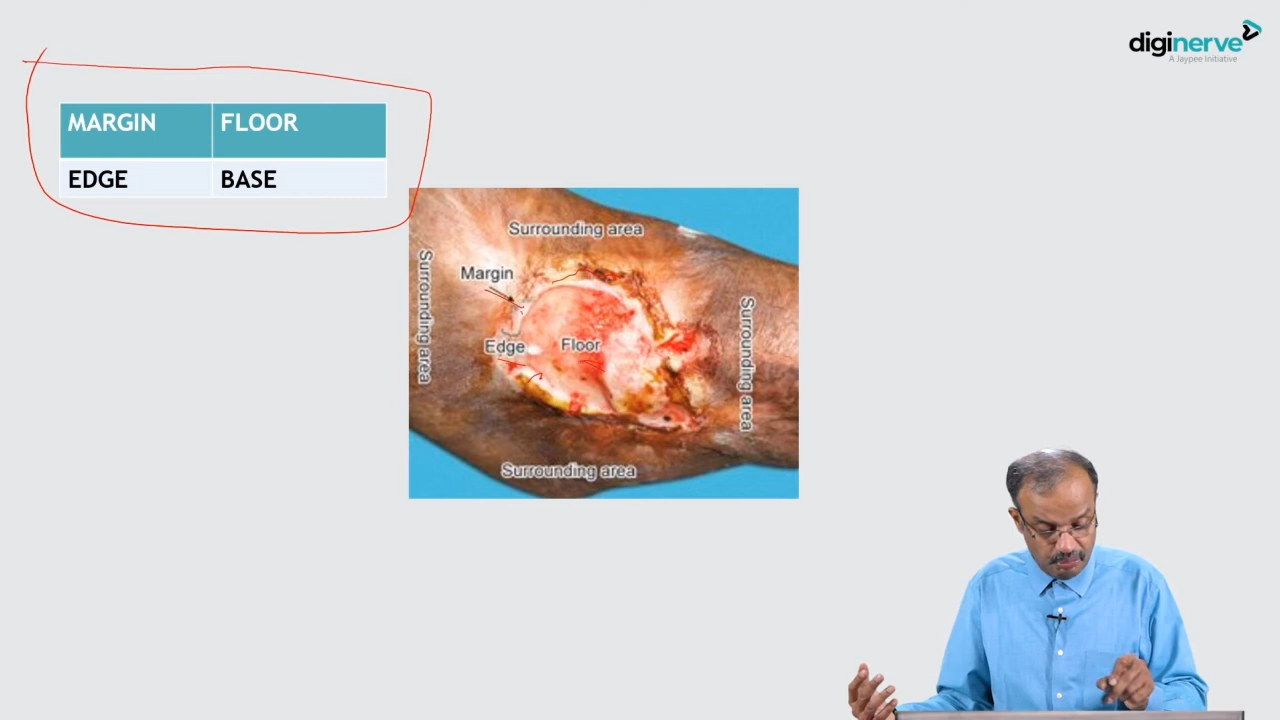 diginerve
A Jaypee Initiative
MARGIN FLOOR
EDGE BASE
Surrounding area
Surrounding area
Margin
Surrounding area
Edge Floor
Surrounding area